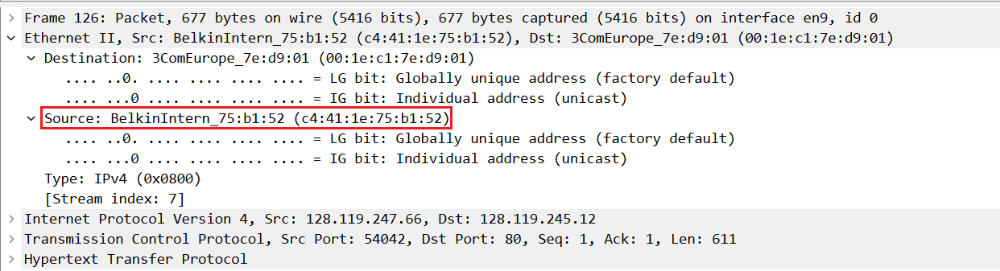 Frame 126: Packet, 677 bytes on wire (5416 bits), 677 bytes captured (5416 bits) on interface en9, id 0
Ethernet II, Src: BelkinIntern_75:b1:52 (c4:41:1e:75:b1:52), Dst: 3ComEurope_7e:d9:01 (00:1e:c1:7e:d9:01)
Destination: 3ComEurope_7e:d9:01 (00:1e:c1:7e:d9:01)
.... ..0. .... .... .... .... = LG bit: Globally unique address (factory default)
.... ...0 .... .... .... .... = IG bit: Individual address (unicast)
Source: BelkinIntern_75:b1:52 (c4:41:1e:75:b1:52)
.... ..0. .... .... .... .... = LG bit: Globally unique address (factory default)
.... ...0 .... .... .... .... = IG bit: Individual address (unicast)
Type: IPv4 (0x0800)
[Stream index: 7]
Internet Protocol Version 4, Src: 128.119.247.66, Dst: 128.119.245.12
Transmission Control Protocol, Src Port: 54042, Dst Port: 80, Seq: 1, Ack: 1, Len: 611
Hypertext Transfer Protocol